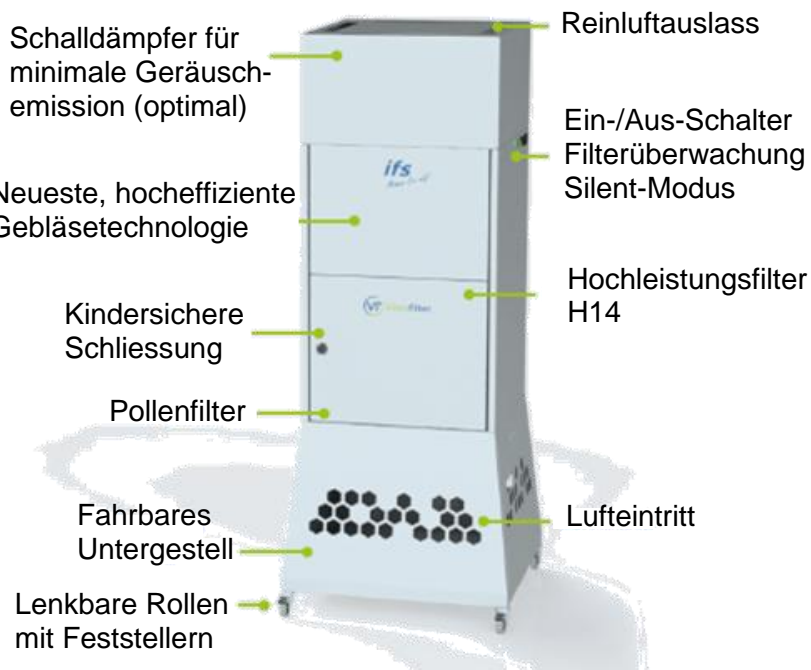 Schalldämpfer für
minimale Geräusch-
emission (optimal)
Reinluftauslass
Ein-/Aus-Schalter
Filterüberwachung
Silent-Modus
ifs
Neueste, hocheffiziente
Gebläsetechnologie
Hochleistungsfilter
H14
Kindersichere
Schliessung
Pollenfilter
Fahrbares
Untergestell
Lufteintritt
Lenkbare Rollen
mit Feststellern